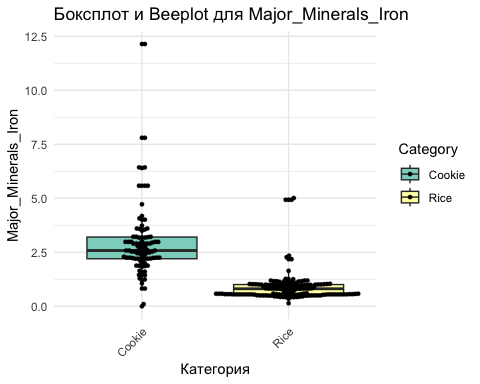 Боксплот и Beeplot для Major_Minerals_Iron
12.5
10.0
7.5
5.0
2.5
0.0
Major_Minerals_Iron
Cookie
Rice
Категория
Category
Cookie
Rice